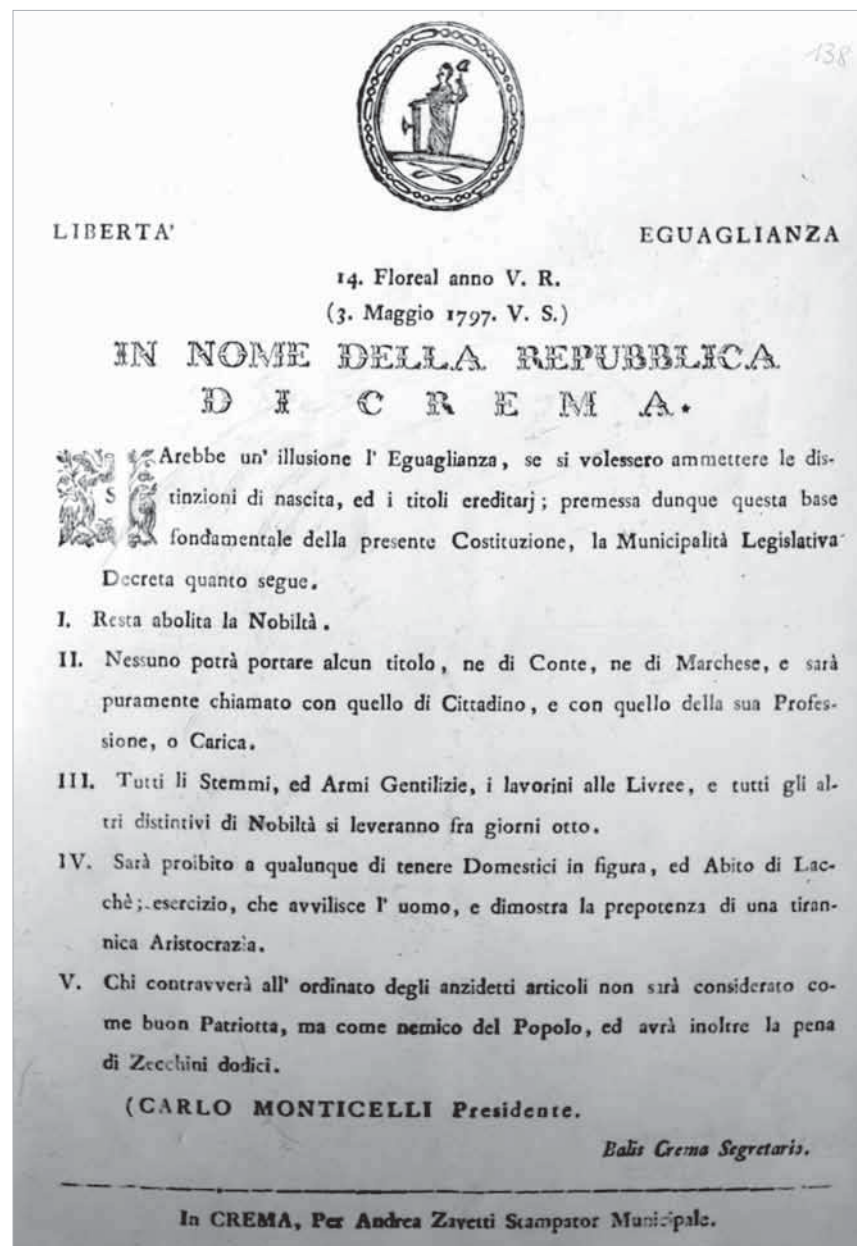 138
LIBERTA' EGUAGLIANZA
14. Floreal anno V. R.
(3. Maggio 1797. V. S.)
IN NOME DELLA REPUBBLICA
DI CREMA.
SArebbe un' illusione l' Eguaglianza, se si volessero ammettere le dis-
tinzioni di nascita, ed i titoli ereditarj; premessa dunque questa base
fondamentale della presente Costituzione, la Municipalità Legislativa
Decreta quanto segue.
I. Resta abolita la Nobiltà.
II. Nessuno potrà portare alcun titolo, ne di Conte, ne di Marchese, e sarà
puramente chiamato con quello di Cittadino, e con quello della sua Profes-
sione, o Carica.
III. Tutti li Stemmi, ed Armi Gentilizie, i lavorini alle Livree, e tutti gli al-
tri distintivi di Nobiltà si leveranno fra giorni otto.
IV. Sarà proibito a qualunque di tenere Domestici in figura, ed Abito di Lac-
chè; esercizio, che avvilisce l' uomo, e dimostra la prepotenza di una tiran-
nica Aristocrazia.
V. Chi contravverà all' ordinato degli anzidetti articoli non sarà considerato co-
me buon Patriotta, ma come nemico del Popolo, ed avrà inoltre la pena
di Zecchini dodici.
(CARLO MONTICELLI Presidente.
Balis Crema Segretario.
In CREMA, Per Andrea Zavetti Stampator Municipale.